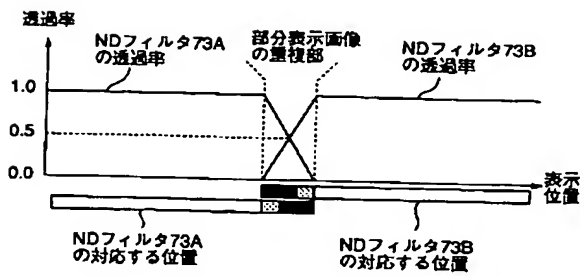 透過率
NDフィルタ73A
の透過率
部分表示画像
の重複部
NDフィルタ73B
の透過率
1.0
0.5
0.0
表示
位置
NDフィルタ73A
の対応する位置
NDフィルタ73B
の対応する位置